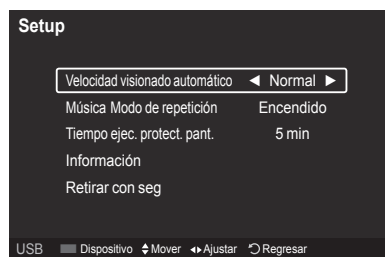 Setup
Velocidad visionado automático ◀ Normal ▶
Música Modo de repetición Encendido
Tiempo ejec. protect. pant. 5 min
Información
Retirar con seg
USB Dispositivo Mover Ajustar Regresar